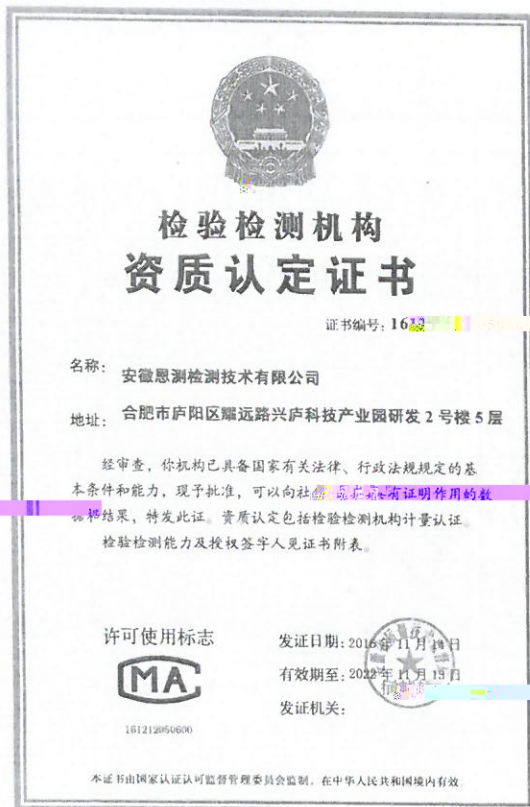 检验检测机构
资质认定证书
证书编号: 16
名称: 安徽恩测检测技术有限公司
地址: 合肥市庐阳区耀远路兴庐科技产业园研发2号楼5层
经审查，你机构已具备国家有关法律、行政法规规定的基
本条件和能力，现予批准，可以向社 具有证明作用的数
据和结果，特发此证。资质认定包括检验检测机构计量认证。
检验检测能力及授权签字人见证书附表。
许可使用标志
MA
161212050600
发证日期: 2016年11月 日
有效期至: 2022年11月 日
发证机关:
本证书由国家认证认可监督管理委员会监制，在中华人民共和国境内有效